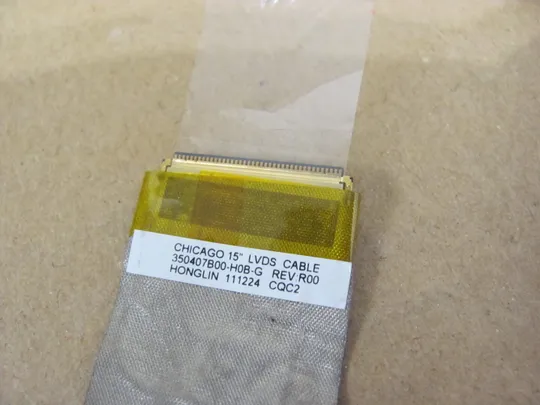 CHICAGO 15" LVDS CABLE
350407B00-H0B-G REV:R00
HONGLIN 111224 CQC2